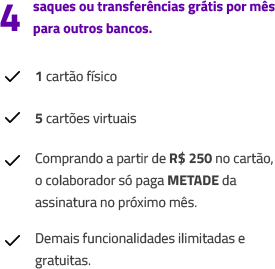 4 saques ou transferências grátis por mês
para outros bancos.
1 cartão físico
5 cartões virtuais
Comprando a partir de R$ 250 no cartão,
o colaborador só paga METADE da
assinatura no próximo mês.
Demais funcionalidades ilimitadas e
gratuitas.